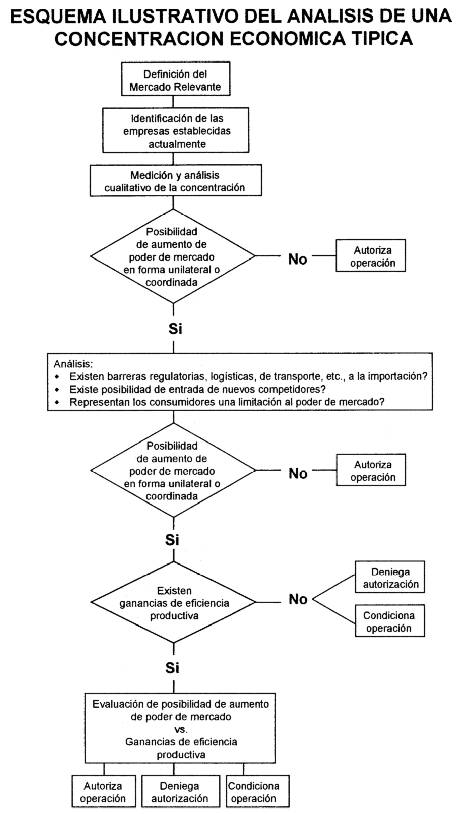 ESQUEMA ILUSTRATIVO DEL ANALISIS DE UNA
CONCENTRACION ECONOMICA TIPICA
Definición del
Mercado Relevante
Identificación de las
empresas establecidas
actualmente
Medición y análisis
cualitativo de la concentración
Posibilidad
de aumento de
poder de mercado
en forma unilateral o
coordinada
No
Autoriza
operación
Si
Análisis:
• Existen barreras regulatorias, logísticas, de transporte, etc., a la importación?
• Existe posibilidad de entrada de nuevos competidores?
• Representan los consumidores una limitación al poder de mercado?
Posibilidad
de aumento de
poder de mercado
en forma unilateral o
coordinada
No
Autoriza
operación
Si
Existen
ganancias de eficiencia
productiva
No
Deniega
autorización
Condiciona
operación
Si
Evaluación de posibilidad de aumento
de poder de mercado
vs.
Ganancias de eficiencia
productiva
Autoriza
operación
Deniega
autorización
Condiciona
operación